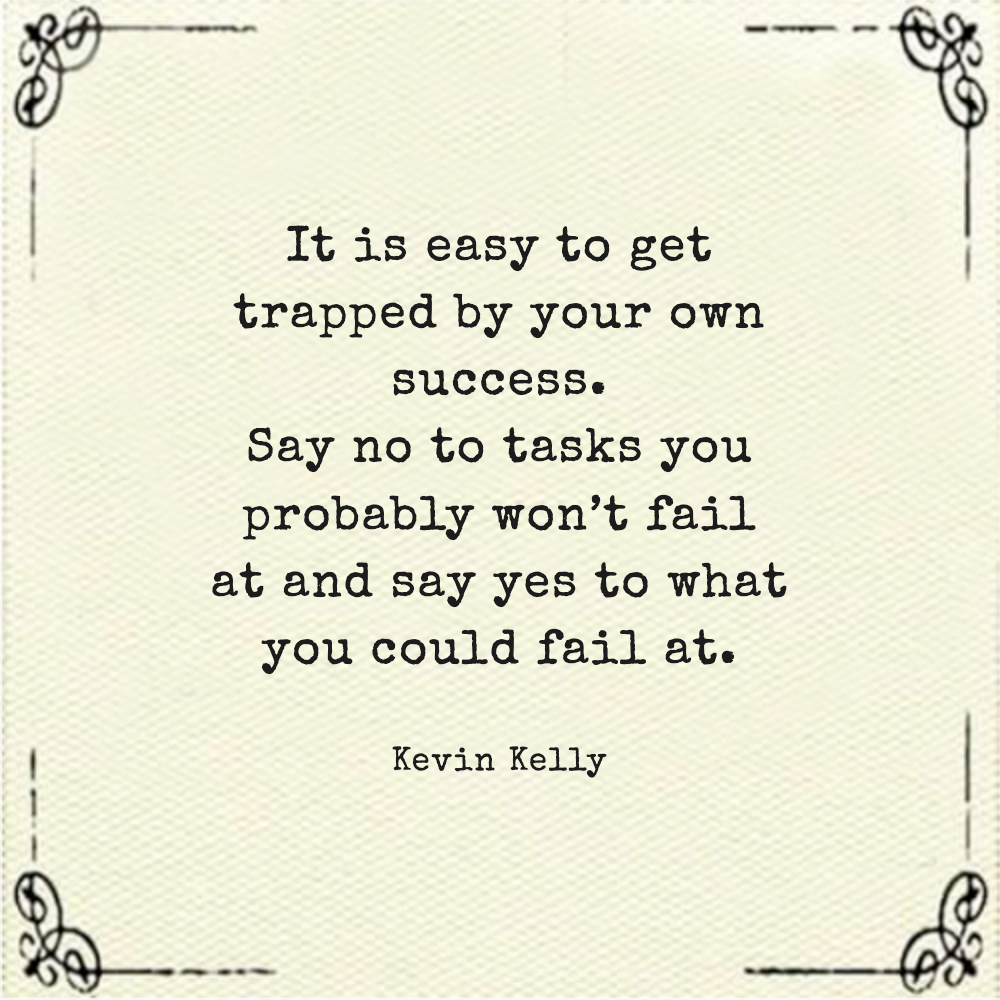 It is easy to get
trapped by your own
success.
Say no to tasks you
probably won’t fail
at and say yes to what
you could fail at.
Kevin Kelly